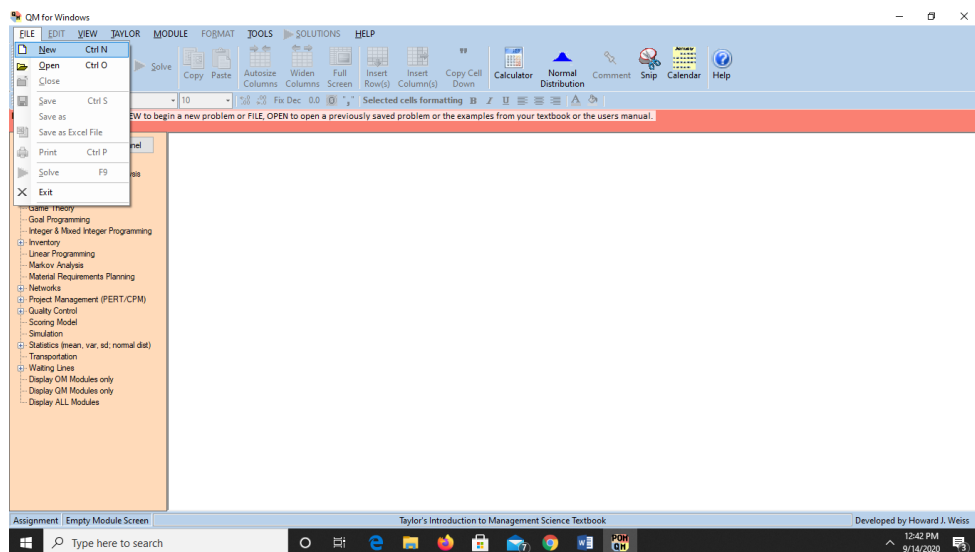 QM for Windows
FILE EDIT VIEW TAYLOR MODULE FORMAT TOOLS SOLUTIONS HELP
New Ctrl N
Open Ctrl O
Close
Save Ctrl S
Save as
Save as Excel File
Print Ctrl P
Solve F9
Exit
Solve
Copy Paste Autosize Columns Widen Columns Full Screen Insert Row(s) Insert Column(s) Copy Cell Down Calculator Normal Distribution Comment Snip Calendar Help
10 Fix Dec 0.0 0 "," Selected cells formatting B I U A
EW to begin a new problem or FILE, OPEN to open a previously saved problem or the examples from your textbook or the users manual.
nel
ysis
Game Theory
Goal Programming
Integer & Mixed Integer Programming
Inventory
Linear Programming
Markov Analysis
Material Requirements Planning
Networks
Project Management (PERT/CPM)
Quality Control
Scoring Model
Simulation
Statistics (mean, var, sd; normal dist)
Transportation
Waiting Lines
Display OM Modules only
Display QM Modules only
Display ALL Modules
Assignment Empty Module Screen Taylor's Introduction to Management Science Textbook Developed by Howard J. Weiss
Type here to search
POM
QM
12:42 PM
9/14/2020